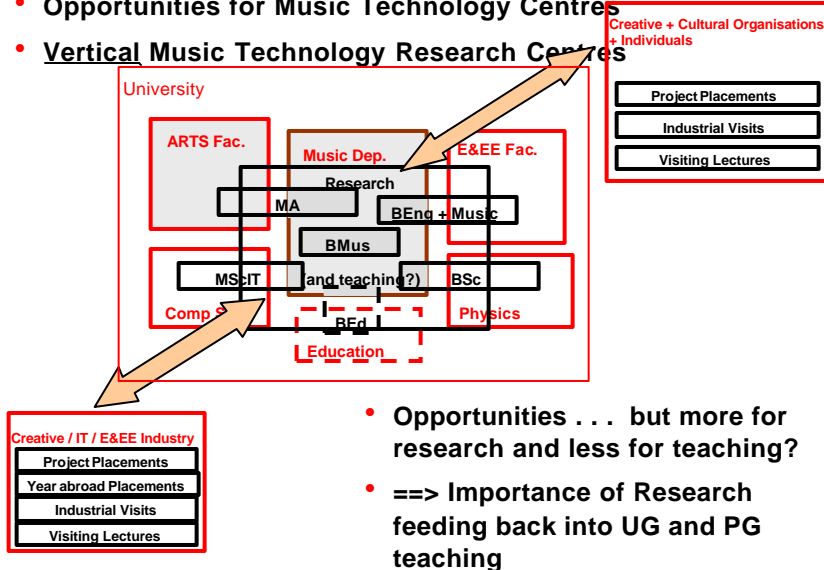 • Opportunities for Music Technology Centres
• Vertical Music Technology Research Centres
Creative + Cultural Organisations
+ Individuals
Project Placements
Industrial Visits
Visiting Lectures
University
ARTS Fac.
Music Dep.
E&EE Fac.
Research
MA
BEng + Music
BMus
MScIT
(and teaching?)
BSc
Comp S
Physics
BEd
Education
Creative / IT / E&EE Industry
Project Placements
Year abroad Placements
Industrial Visits
Visiting Lectures
• Opportunities . . . but more for
research and less for teaching?
• ==> Importance of Research
feeding back into UG and PG
teaching